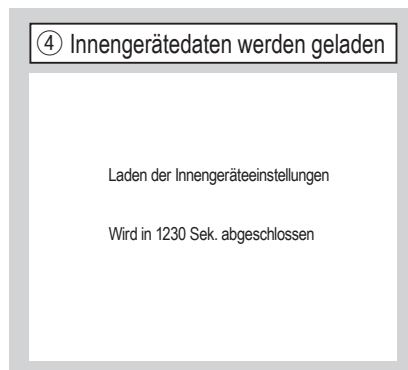 ④ Innengerätedaten werden geladen
Laden der Innengeräteeinstellungen
Wird in 1230 Sek. abgeschlossen